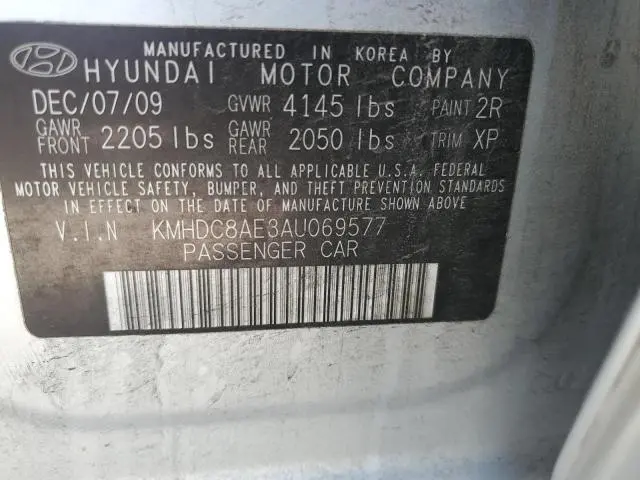 MANUFACTURED IN KOREA BY
HYUNDAI MOTOR COMPANY
DEC/07/09 GVWR 4145 lbs PAINT 2R
GAWR FRONT 2205 lbs GAWR REAR 2050 lbs TRIM XP
THIS VEHICLE CONFORMS TO ALL APPLICABLE U.S.A. FEDERAL
MOTOR VEHICLE SAFETY, BUMPER, AND THEFT PREVENTION STANDARDS
IN EFFECT ON THE DATE OF MANUFACTURE SHOWN ABOVE
V.I.N KMHDC8AE3AU069577
PASSENGER CAR